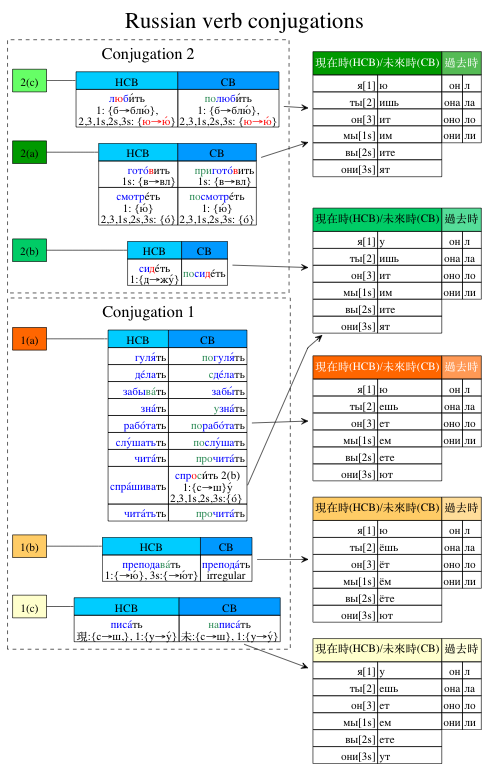 Russian verb conjugations
Conjugation 2
2(c)
НСВ СВ
люби́ть полюби́ть
1: {б→блю́}, 1: {б→блю́},
2,3,1s,2s,3s: {ю→ю́} 2,3,1s,2s,3s: {ю→ю́}
2(a)
НСВ СВ
гото́вить пригото́вить
1s: {в→вл} 1s: {в→вл}
смотре́ть посмотре́ть
1: {ю́} 1: {ю́}
2,3,1s,2s,3s: {о́} 2,3,1s,2s,3s: {о́}
2(b)
НСВ СВ
сиде́ть посиде́ть
1:{д→жу́}
Conjugation 1
1(a)
НСВ СВ
гуля́ть погуля́ть
де́лать сде́лать
забыва́ть забы́ть
зна́ть узна́ть
рабо́тать порабо́тать
слу́шатьть послу́шать
чита́ть прочита́ть
спра́шивать спроси́ть 2(b)
1:{с→ш}у́
2,3,1s,2s,3s:{о́}
чита́тьть прочита́ть
1(b)
НСВ СВ
преподава́ть препода́ть
1:{→ю́}, 3s:{→ют} irregular
1(c)
НСВ СВ
писа́ть написа́ть
現:{с→ш,}, 1:{у→у́} 未:{с→ш}, 1:{у→у́}
現在時(НСВ)/未來時(СВ) 過去時
я[1] ю он л
ты[2] ишь она ла
он[3] ит оно ло
мы[1s] им они ли
вы[2s] ите
они[3s] ят
現在時(НСВ)/未來時(СВ) 過去時
я[1] у он л
ты[2] ишь она ла
он[3] ит оно ло
мы[1s] им они ли
вы[2s] ите
они[3s] ят
現在時(НСВ)/未來時(СВ) 過去時
я[1] ю он л
ты[2] ешь она ла
он[3] ет оно ло
мы[1s] ем они ли
вы[2s] ете
они[3s] ют
現在時(НСВ)/未來時(СВ) 過去時
я[1] ю он л
ты[2] ёшь она ла
он[3] ёт оно ло
мы[1s] ём они ли
вы[2s] ёте
они[3s] ют
現在時(НСВ)/未來時(СВ) 過去時
я[1] у он л
ты[2] ешь она ла
он[3] ет оно ло
мы[1s] ем они ли
вы[2s] ете
они[3s] ут